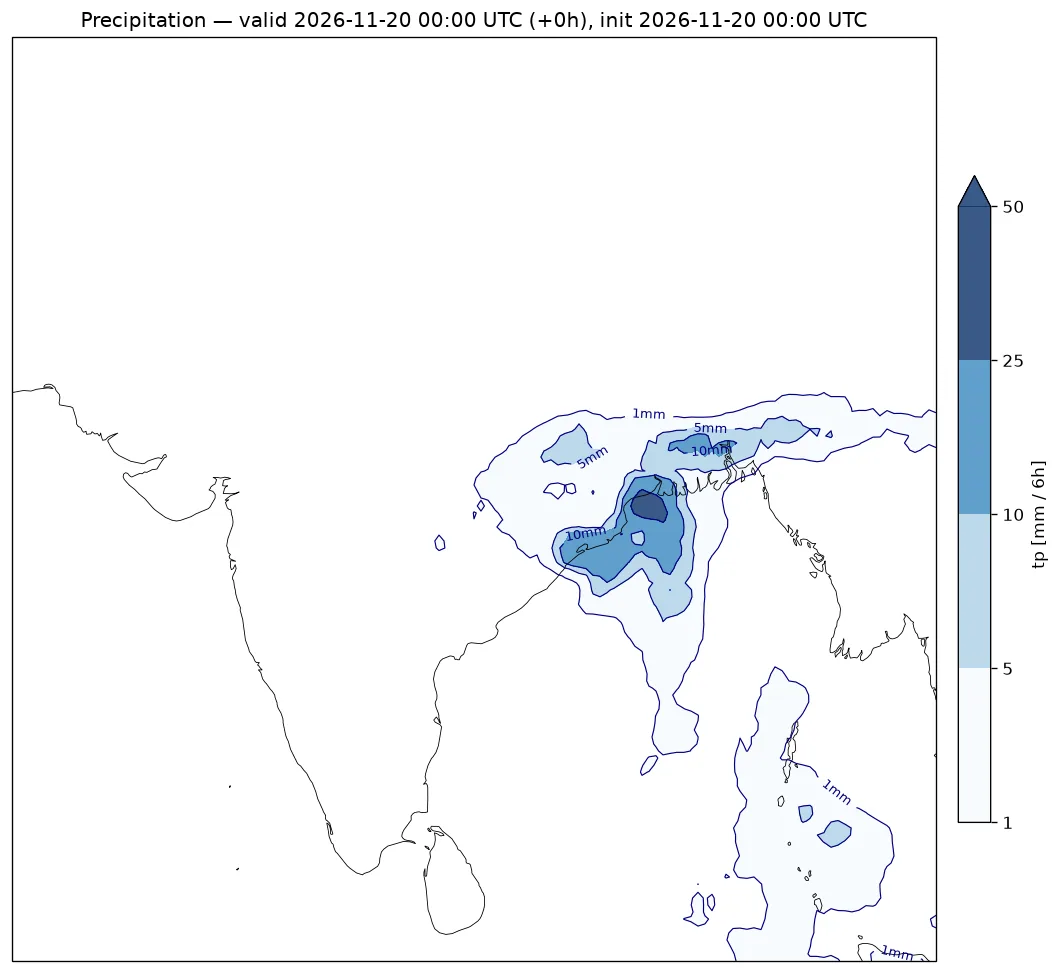 Precipitation — valid 2026-11-20 00:00 UTC (+0h), init 2026-11-20 00:00 UTC
1mm
5mm
10mm
5mm
10mm
1mm
1mm
50
25
10
5
1
tp [mm / 6h]